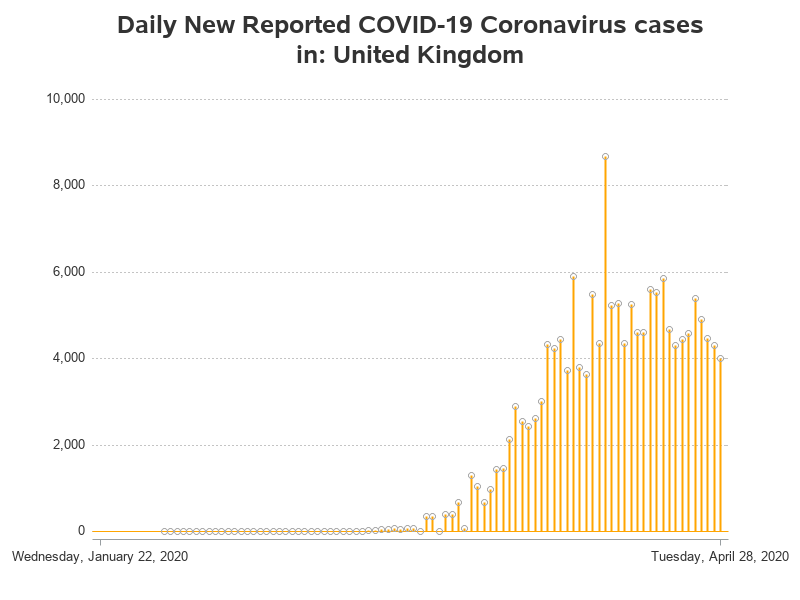 Daily New Reported COVID-19 Coronavirus cases
in: United Kingdom
10,000
8,000
6,000
4,000
2,000
0
Wednesday, January 22, 2020
Tuesday, April 28, 2020